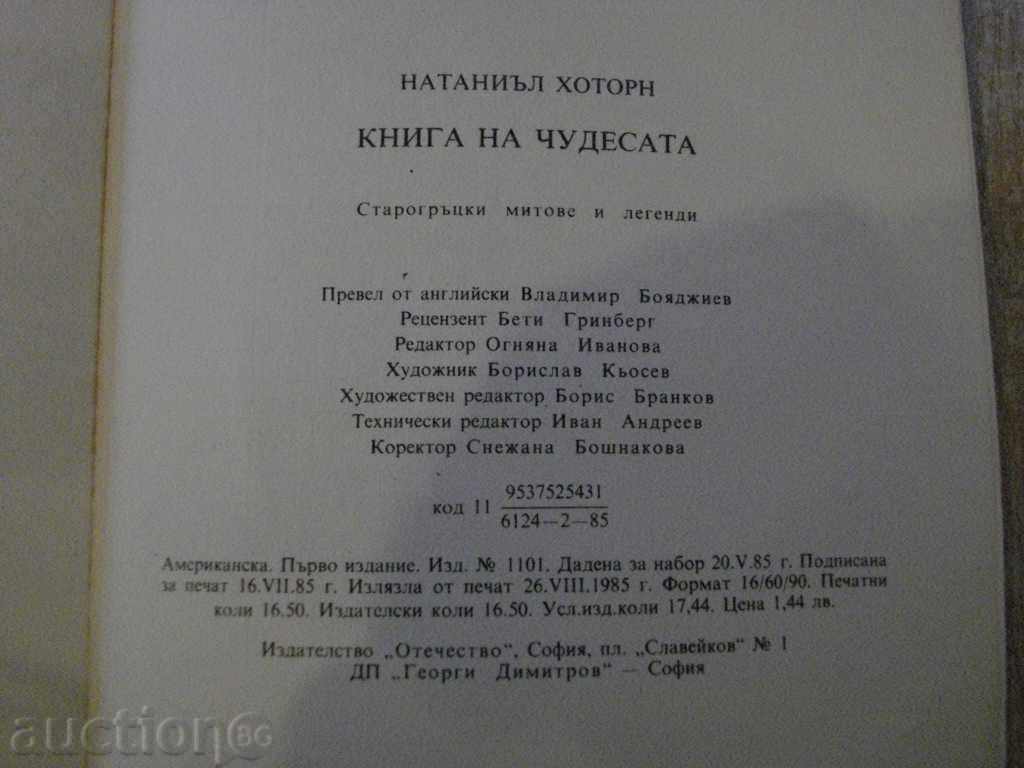 НАТАНИЪЛ ХОТОРН
КНИГА НА ЧУДЕСАТА
Старогръцки митове и легенди
Превел от английски Владимир Бояджиев
Рецензент Бети Гринберг
Редактор Огняна Иванова
Художник Борислав Кьосев
Художествен редактор Борис Бранков
Технически редактор Иван Андреев
Коректор Снежана Бошнакова
9537525431
код 11
6124—2—85
Американска. Първо издание. Изд. № 1101. Дадена за набор 20.V.85 г. Подписана
за печат 16.VII.85 г. Излязла от печат 26.VIII.1985 г. Формат 16/60/90. Печатни
коли 16.50. Издателски коли 16.50. Усл.изд.коли 17,44. Цена 1,44 лв.
Издателство „Отечество", София, пл. „Славейков" № 1
ДП „Георги Димитров" — София
auction BG